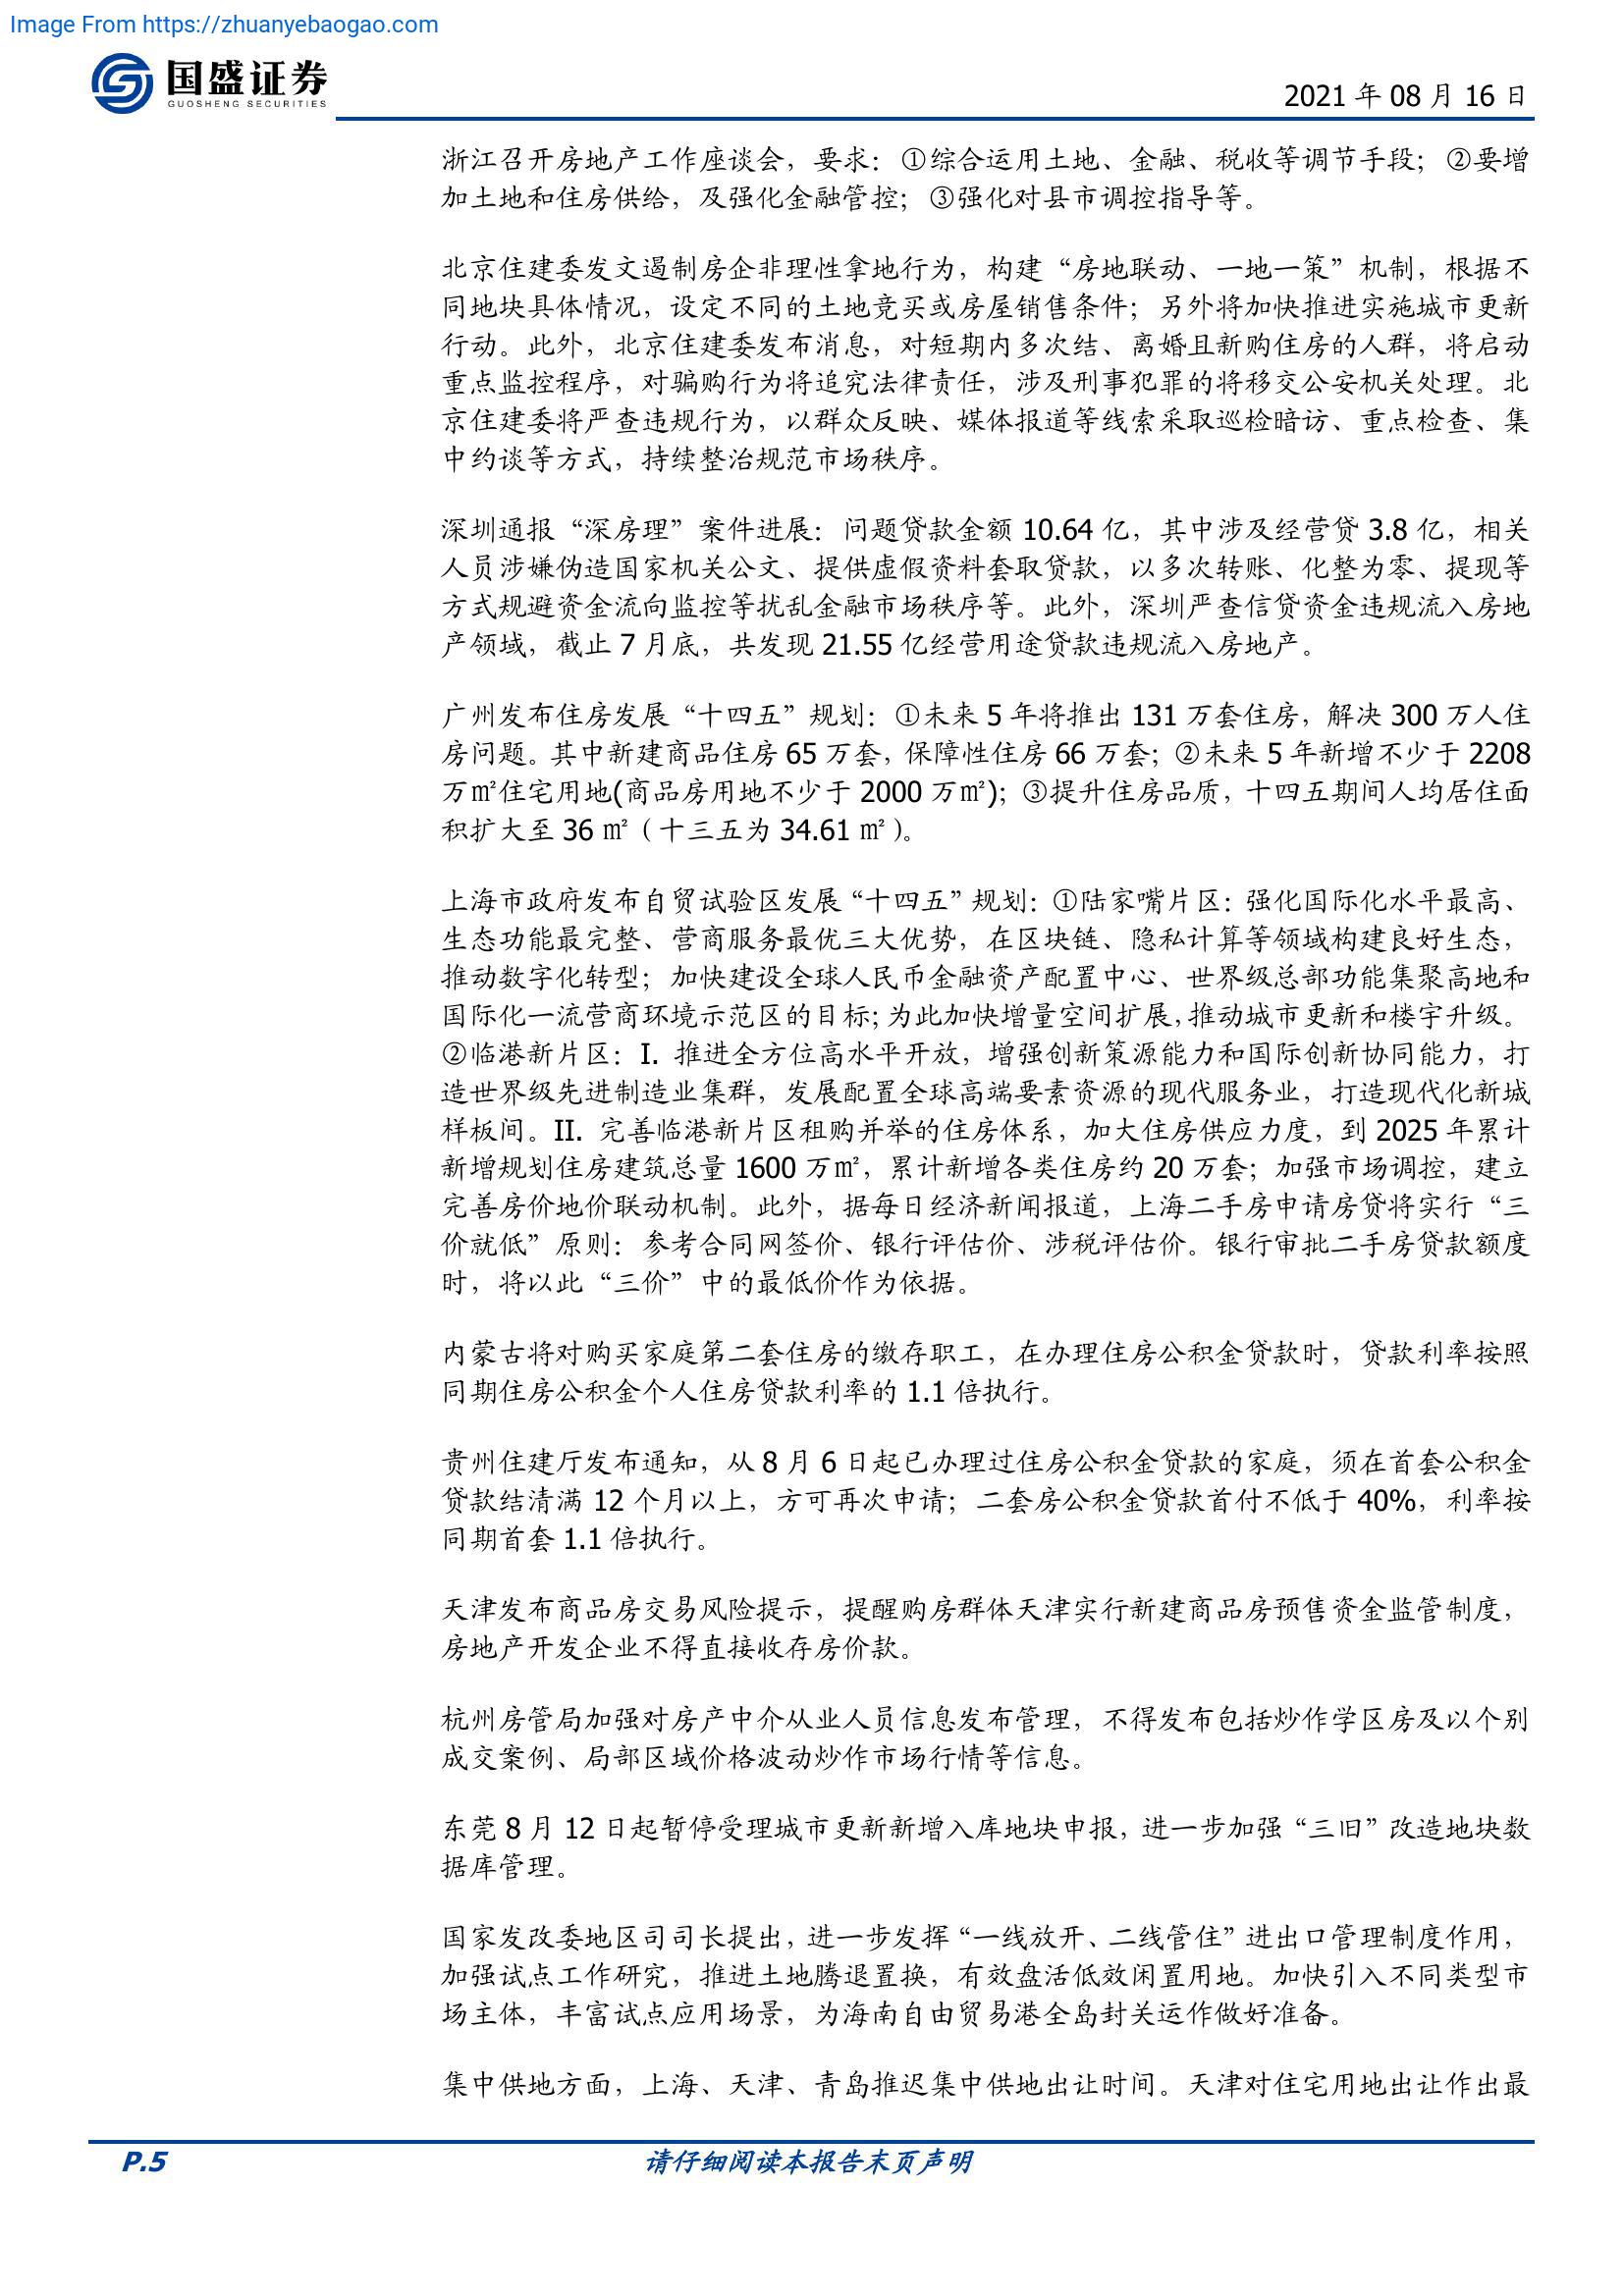 Image From https://zhuanyebaogao.com
国盛证券
GUOSHENG SECURITIES
2021 年 08 月 16 日
浙江召开房地产工作座谈会，要求：①综合运用土地、金融、税收等调节手段；②要增
加土地和住房供给，及强化金融管控；③强化对县市调控指导等。
北京住建委发文遏制房企非理性拿地行为，构建“房地联动、一地一策”机制，根据不
同地块具体情况，设定不同的土地竞买或房屋销售条件；另外将加快推进实施城市更新
行动。此外，北京住建委发布消息，对短期内多次结、离婚且新购住房的人群，将启动
重点监控程序，对骗购行为将追究法律责任，涉及刑事犯罪的将移交公安机关处理。北
京住建委将严查违规行为，以群众反映、媒体报道等线索采取巡检暗访、重点检查、集
中约谈等方式，持续整治规范市场秩序。
深圳通报“深房理”案件进展：问题贷款金额 10.64 亿，其中涉及经营贷 3.8 亿，相关
人员涉嫌伪造国家机关公文、提供虚假资料套取贷款，以多次转账、化整为零、提现等
方式规避资金流向监控等扰乱金融市场秩序等。此外，深圳严查信贷资金违规流入房地
产领域，截止 7 月底，共发现 21.55 亿经营用途贷款违规流入房地产。
广州发布住房发展“十四五”规划：①未来 5 年将推出 131 万套住房，解决 300 万人住
房问题。其中新建商品住房 65 万套，保障性住房 66 万套；②未来 5 年新增不少于 2208
万㎡住宅用地(商品房用地不少于 2000 万㎡)；③提升住房品质，十四五期间人均居住面
积扩大至 36 ㎡（十三五为 34.61 ㎡）。
上海市政府发布自贸试验区发展“十四五”规划：①陆家嘴片区：强化国际化水平最高、
生态功能最完整、营商服务最优三大优势，在区块链、隐私计算等领域构建良好生态，
推动数字化转型；加快建设全球人民币金融资产配置中心、世界级总部功能集聚高地和
国际化一流营商环境示范区的目标；为此加快增量空间扩展，推动城市更新和楼宇升级。
②临港新片区：I. 推进全方位高水平开放，增强创新策源能力和国际创新协同能力，打
造世界级先进制造业集群，发展配置全球高端要素资源的现代服务业，打造现代化新城
样板间。II. 完善临港新片区租购并举的住房体系，加大住房供应力度，到 2025 年累计
新增规划住房建筑总量 1600 万㎡，累计新增各类住房约 20 万套；加强市场调控，建立
完善房价地价联动机制。此外，据每日经济新闻报道，上海二手房申请房贷将实行“三
价就低”原则：参考合同网签价、银行评估价、涉税评估价。银行审批二手房贷款额度
时，将以此“三价”中的最低价作为依据。
内蒙古将对购买家庭第二套住房的缴存职工，在办理住房公积金贷款时，贷款利率按照
同期住房公积金个人住房贷款利率的 1.1 倍执行。
贵州住建厅发布通知，从 8 月 6 日起已办理过住房公积金贷款的家庭，须在首套公积金
贷款结清满 12 个月以上，方可再次申请；二套房公积金贷款首付不低于 40%，利率按
同期首套 1.1 倍执行。
天津发布商品房交易风险提示，提醒购房群体天津实行新建商品房预售资金监管制度，
房地产开发企业不得直接收存房价款。
杭州房管局加强对房产中介从业人员信息发布管理，不得发布包括炒作学区房及以个别
成交案例、局部区域价格波动炒作市场行情等信息。
东莞 8 月 12 日起暂停受理城市更新新增入库地块申报，进一步加强“三旧”改造地块数
据库管理。
国家发改委地区司司长提出，进一步发挥“一线放开、二线管住”进出口管理制度作用，
加强试点工作研究，推进土地腾退置换，有效盘活低效闲置用地。加快引入不同类型市
场主体，丰富试点应用场景，为海南自由贸易港全岛封关运作做好准备。
集中供地方面，上海、天津、青岛推迟集中供地出让时间。天津对住宅用地出让作出最
P.5
请仔细阅读本报告末页声明